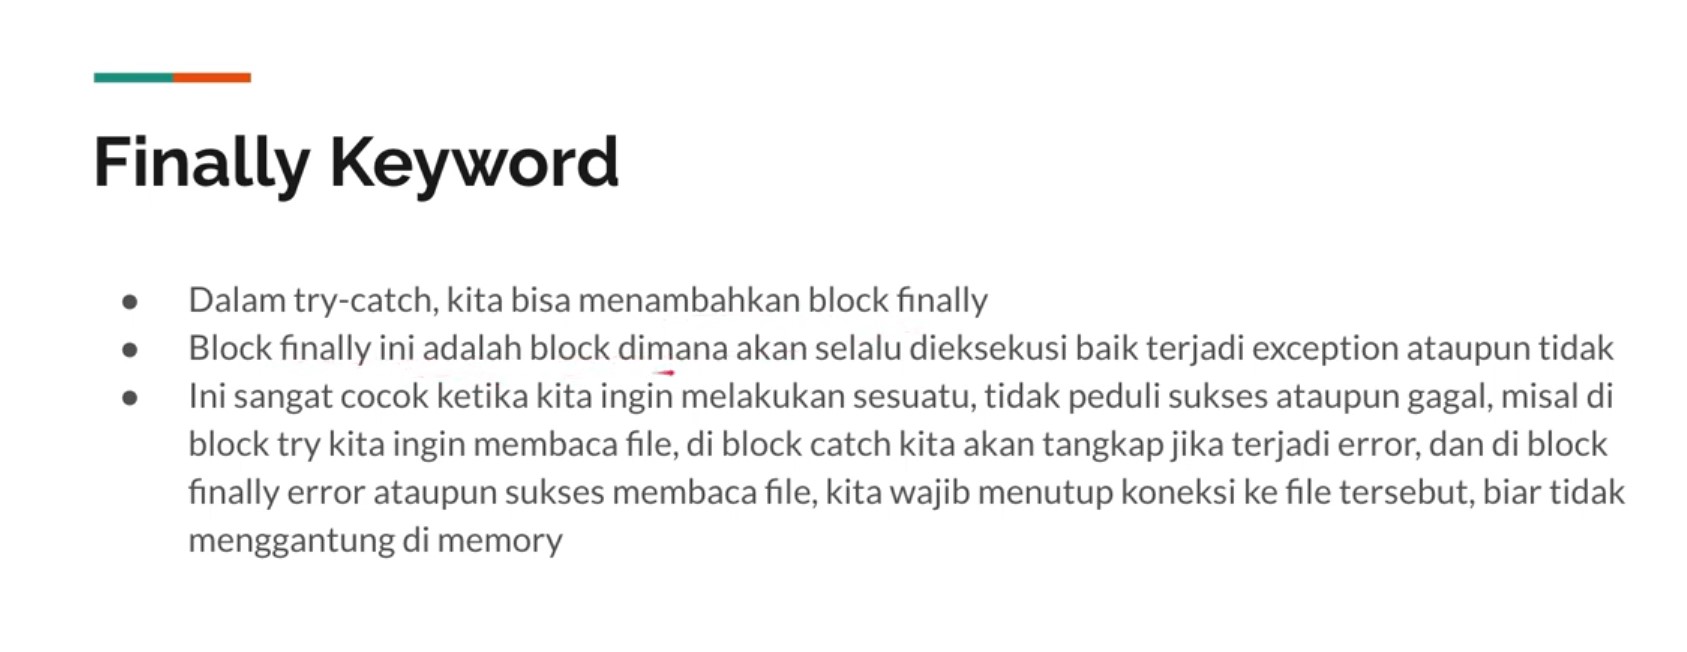 Finally Keyword
● Dalam try-catch, kita bisa menambahkan block finally
● Block finally ini adalah block dimana akan selalu dieksekusi baik terjadi exception ataupun tidak
● Ini sangat cocok ketika kita ingin melakukan sesuatu, tidak peduli sukses ataupun gagal, misal di
block try kita ingin membaca file, di block catch kita akan tangkap jika terjadi error, dan di block
finally error ataupun sukses membaca file, kita wajib menutup koneksi ke file tersebut, biar tidak
menggantung di memory